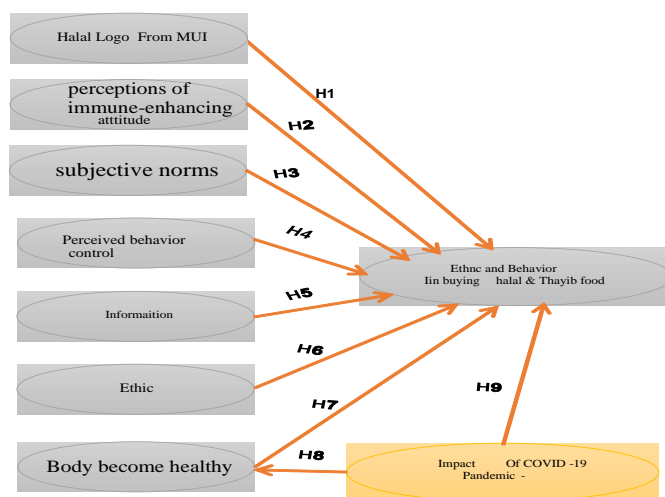 Halal Logo From MUI
H1
perceptions of
immune-enhancing
atttitude
H2
subjective norms
H3
Perceived behavior
control
H4
Ethnc and Behavior
Iin buying halal & Thayib food
Informaition
H5
Ethic
H6
H7
H9
Body become healthy
H8
Impact Of COVID -19
Pandemic -